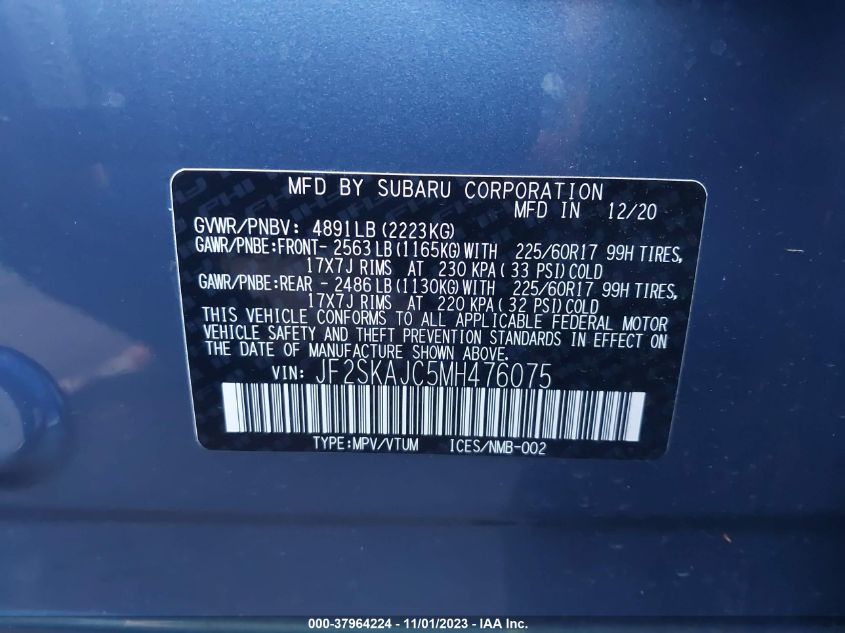 MFD BY SUBARU CORPORATION
MFD IN 12/20
GVWR/PNBV: 4891LB (2223KG)
GAWR/PNBE:FRONT- 2563 LB (1165KG) WITH 225/60R17 99H TIRES,
17X7J RIMS AT 230 KPA ( 33 PSI) COLD
GAWR/PNBE:REAR - 2486 LB (1130KG) WITH 225/60R17 99H TIRES,
17X7J RIMS AT 220 KPA ( 32 PSI) COLD
THIS VEHICLE CONFORMS TO ALL APPLICABLE FEDERAL MOTOR
VEHICLE SAFETY AND THEFT PREVENTION STANDARDS IN EFFECT ON
THE DATE OF MANUFACTURE SHOWN ABOVE.
VIN: JF2SKAJC5MH476075
TYPE:MPV/VTUM ICES/NMB-002
000-37964224 - 11/01/2023 - IAA Inc.